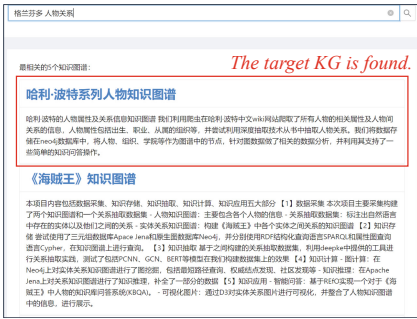 格兰芬多 人物关系
最相关的5个知识图谱:
The target KG is found.
哈利·波特系列人物知识图谱
哈利·波特的人物属性及关系信息知识图谱 我们利用爬虫在哈利·波特中文wiki网站爬取了所有人物的相关属性及人物间
关系的信息，人物属性包括出生、职业、从属的组织等，并尝试利用深度抽取技术从书中抽取人物关系。我们将数据存
储在neo4j数据库中，将人物、组织、学院等作为图谱中的节点，针对图数据做了相关的数据分析，并利用其支持了一
些简单的知识问答操作。
《海贼王》知识图谱
本项目内容包括数据采集、知识存储、知识抽取、知识计算、知识应用五大部分 【1】数据采集 本次项目主要采集构建
了两个知识图谱和一个关系抽取数据集 - 人物知识图谱：主要包含各个人物的信息 - 关系抽取数据集：标注出自然语言
中存在的实体以及他们之间的关系 - 实体关系知识图谱：构建《海贼王》中各个实体之间关系的知识图谱 【2】知识存
储 尝试使用了三元组数据库Apace Jena和原生图数据库Neo4j，并分别使用RDF结构化查询语言SPARQL和属性图查询
语言Cypher，在知识图谱上进行查询。 【3】知识抽取 基于之间构建的关系抽取数据集，利用deepke中提供的工具进
行关系抽取实践，测试了包括PCNN、GCN、BERT等模型在我们构建数据集上的效果 【4】知识计算 - 图计算：在
Neo4j上对实体关系知识图谱进行了图挖掘，包括最短路径查询、权威结点发现、社区发现等 - 知识推理：在Apache
Jena上对关系知识图谱进行了知识推理，补全了一部分的数据 【5】知识应用 - 智能问答：基于REfO实现一个对于《海
贼王》中人物的知识库问答系统(KBQA)。 - 可视化图片：通过D3对实体关系图片进行可视化，并整合了人物知识图谱
中的信息，进行展示。